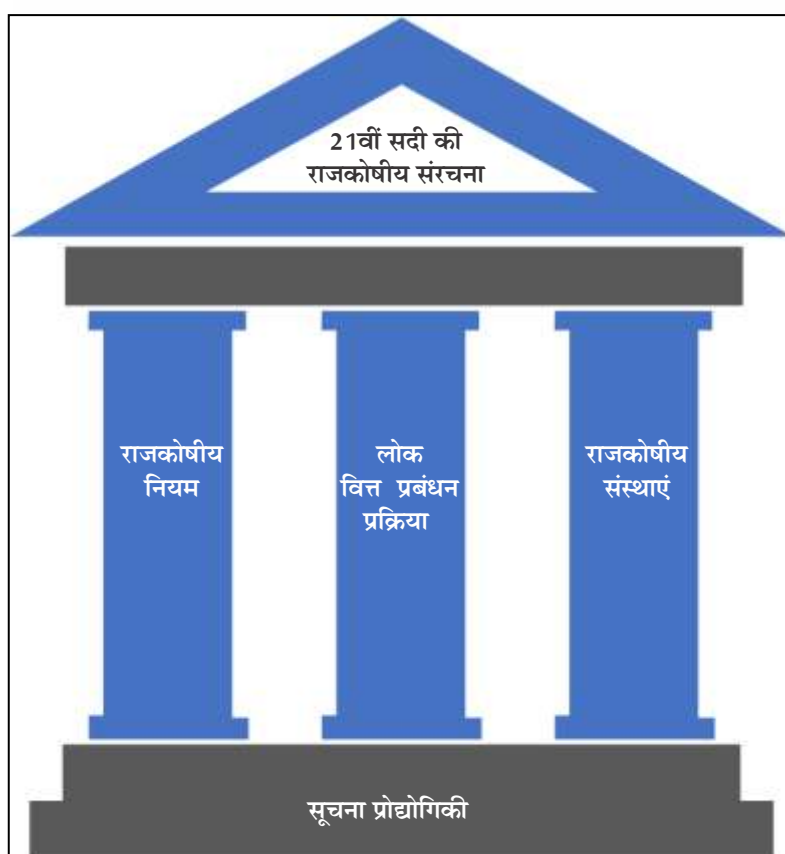 21वीं सदी की
राजकोषीय संरचना
राजकोषीय
नियम
लोक
वित्त प्रबंधन
प्रक्रिया
राजकोषीय
संस्थाएं
सूचना प्रोद्योगिकी